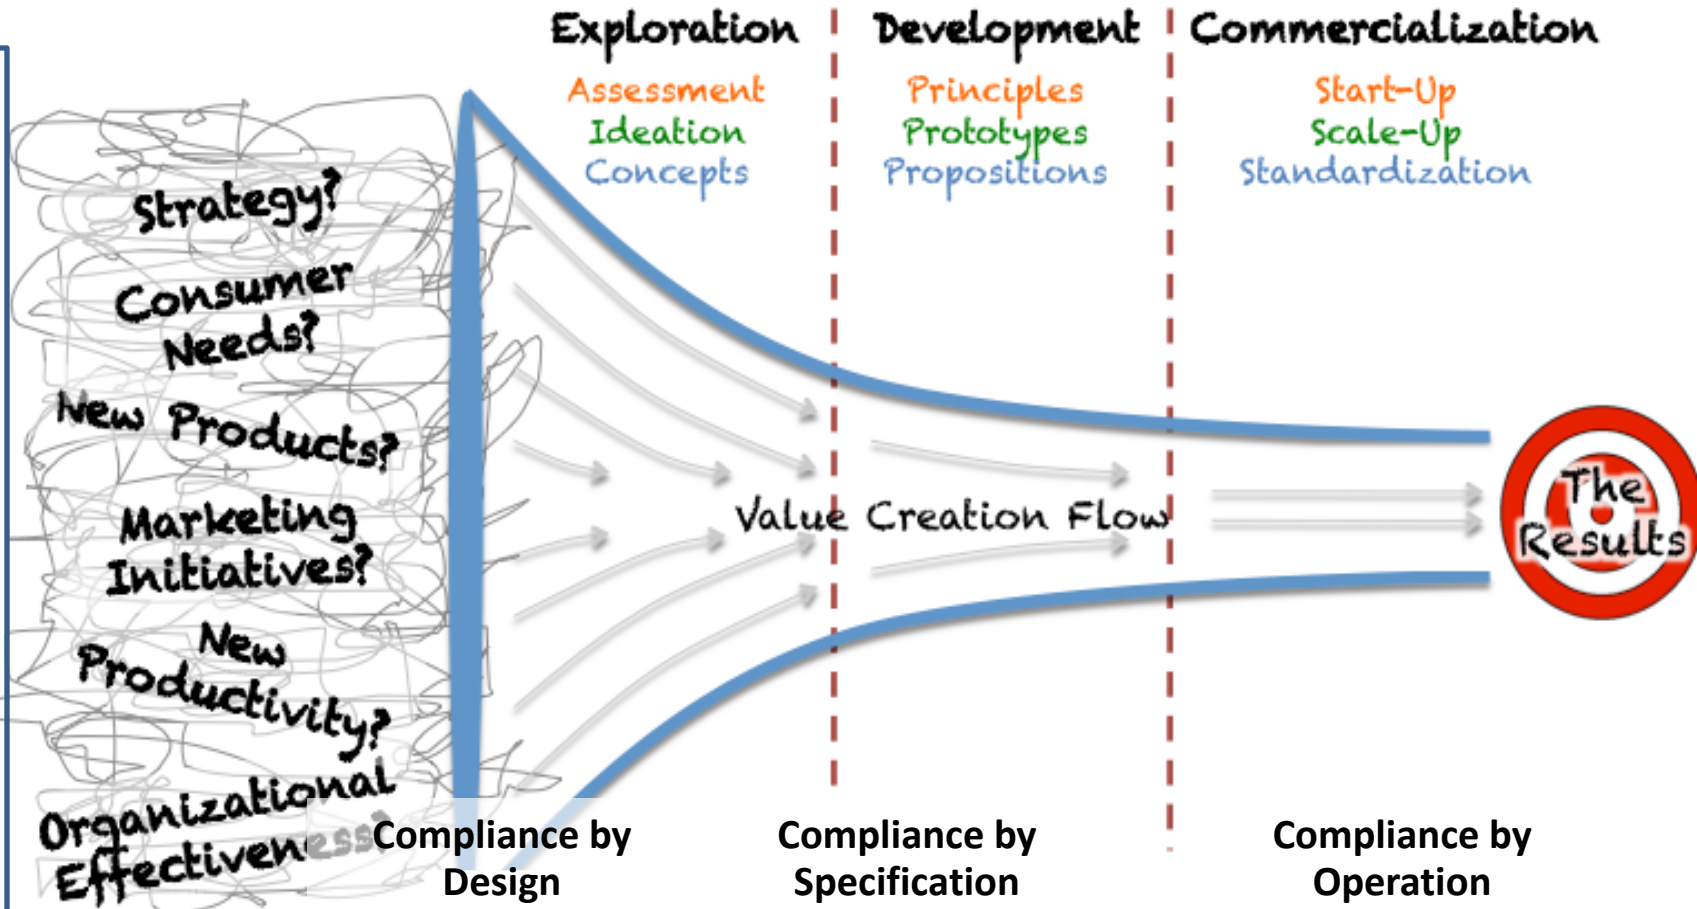 Exploration
Development
Commercialization
Assessment
Ideation
Concepts
Principles
Prototypes
Propositions
Start-Up
Scale-Up
Standardization
Strategy?
Consumer
Needs?
New Products?
Marketing
Initiatives?
New
Productivity?
Organizational
Effectiveness?
Value Creation Flow
The
Results
Compliance by
Design
Compliance by
Specification
Compliance by
Operation